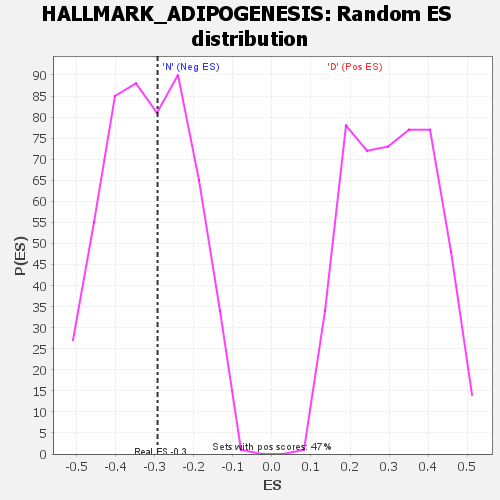 HALLMARK_ADIPOGENESIS: Random ES
distribution
'N' (Neg ES)
'D' (Pos ES)
90
85
80
75
70
65
60
55
50
45
40
35
30
25
20
15
10
5
0
P(ES)
Sets with pos scores: 47%
Real ES -0.3
-0.5 -0.4 -0.3 -0.2 -0.1 0.0 0.1 0.2 0.3 0.4 0.5
ES